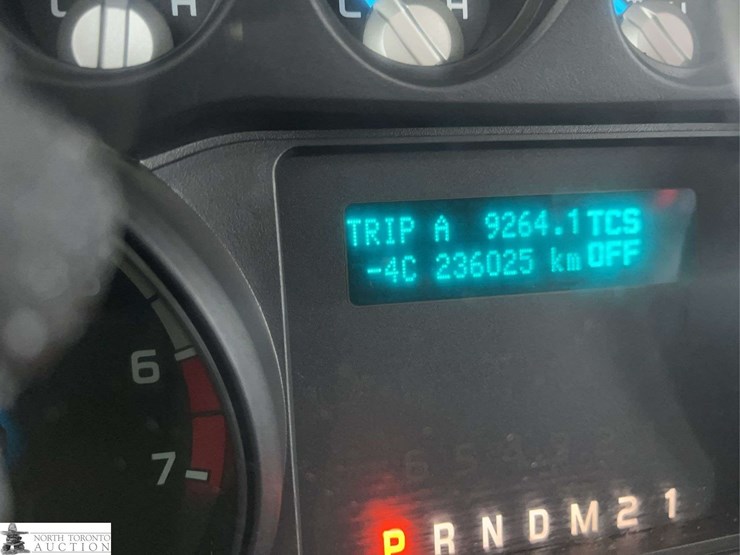 L H L H
TRIP A 9264.1 TCS
-4C 236025 km OFF
6
7
P R N D M 2 1
NORTH TORONTO
AUCTION